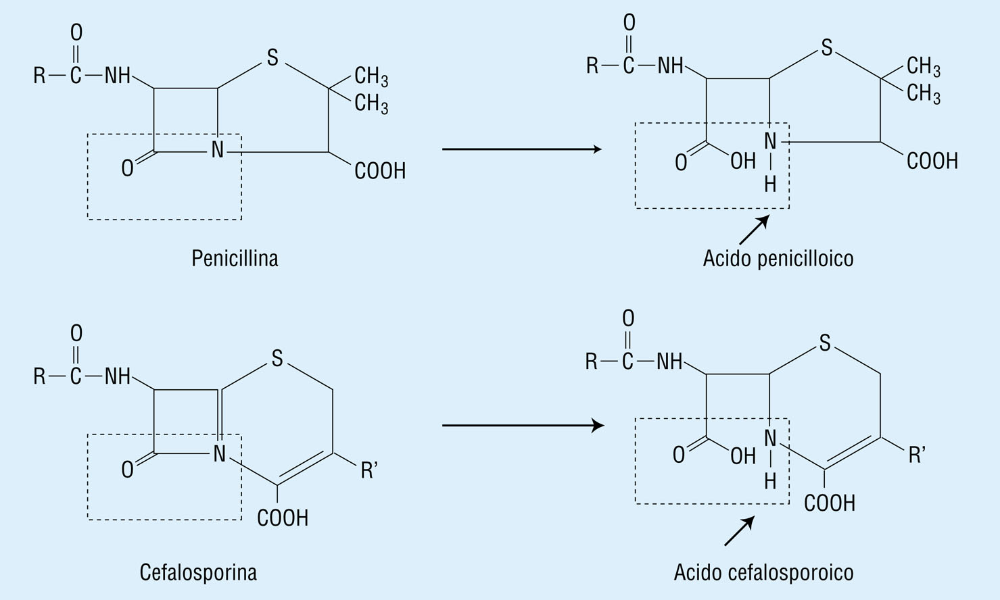 O
R C NH
S
CH₃
CH₃
O
N
COOH
Penicillina
O
R C NH
S
CH₃
CH₃
O
OH
N
H
COOH
Acido penicilloico
O
R C NH
S
O
N
R'
COOH
Cefalosporina
O
R C NH
S
O
OH
N
H
R'
COOH
Acido cefalosporoico